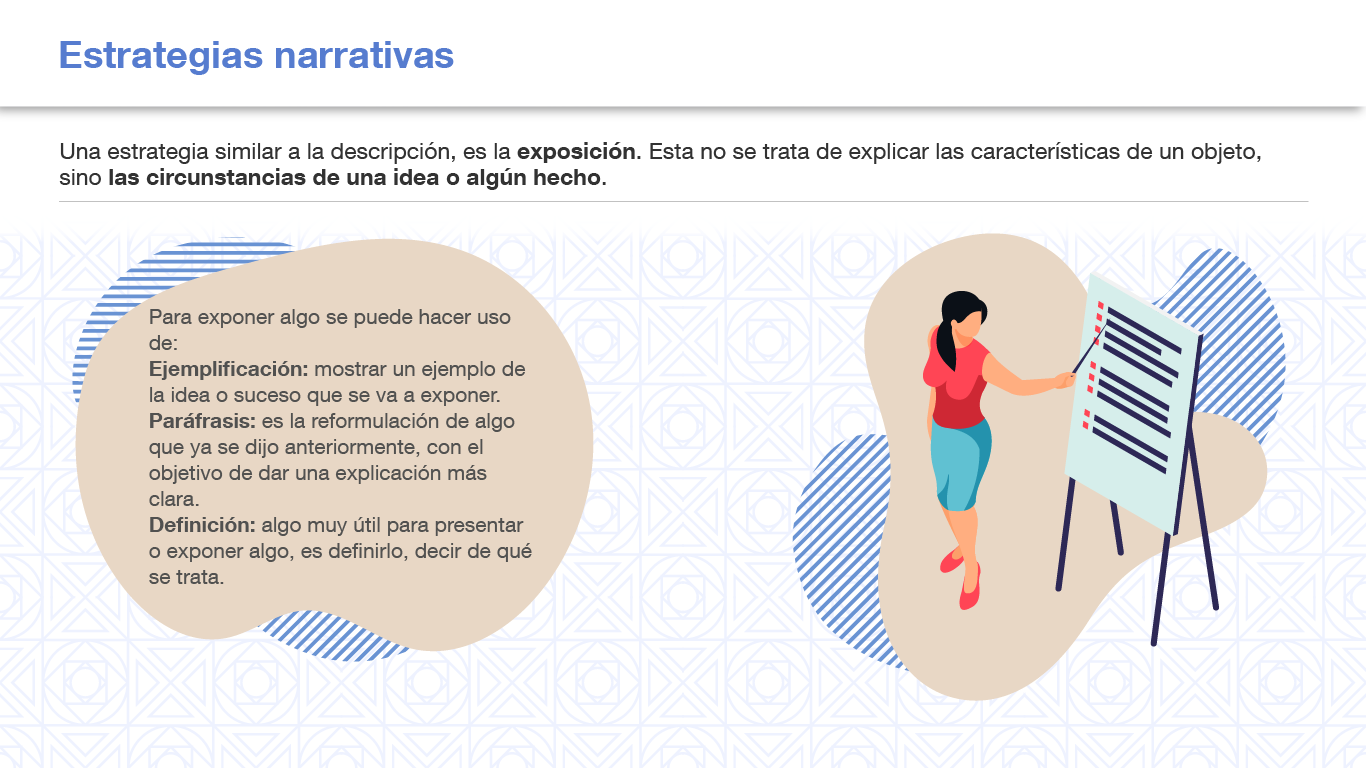 Estrategias narrativas
Una estrategia similar a la descripción, es la exposición. Esta no se trata de explicar las características de un objeto,
sino las circunstancias de una idea o algún hecho.
Para exponer algo se puede hacer uso
de:
Ejemplificación: mostrar un ejemplo de
la idea o suceso que se va a exponer.
Paráfrasis: es la reformulación de algo
que ya se dijo anteriormente, con el
objetivo de dar una explicación más
clara.
Definición: algo muy útil para presentar
o exponer algo, es definirlo, decir de qué
se trata.